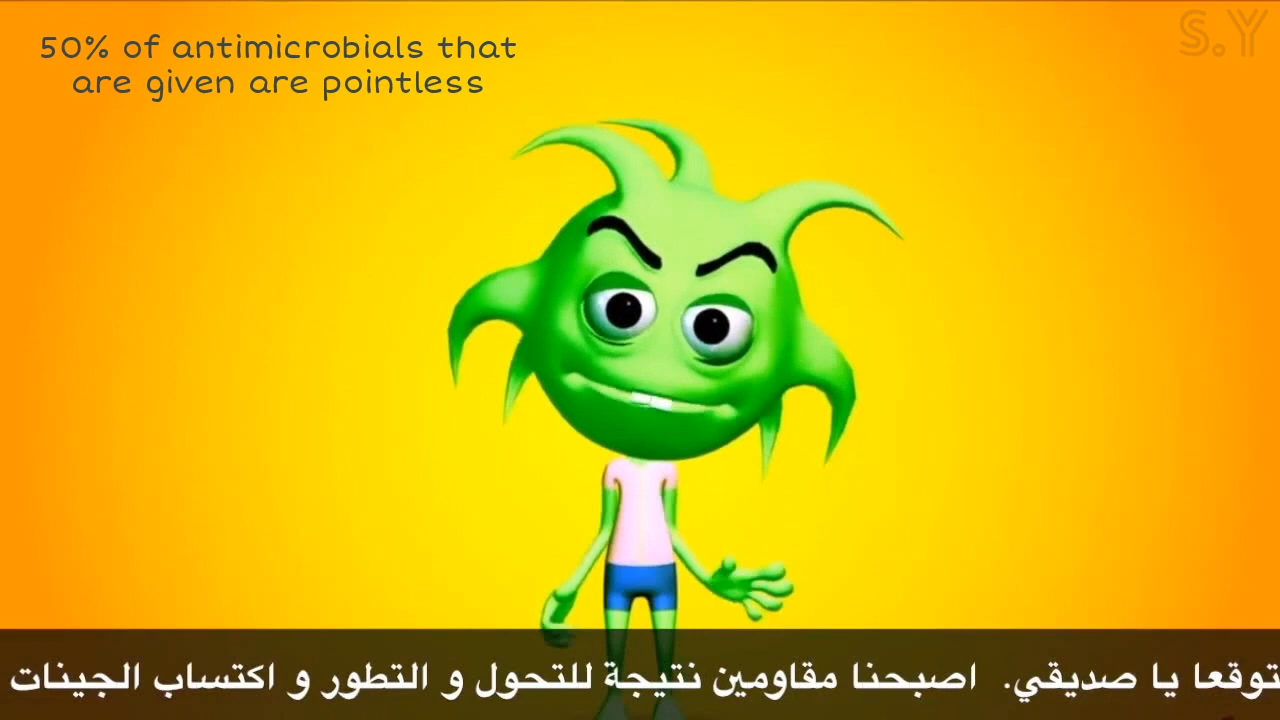 50% of antimicrobials that
are given are pointless
S.Y
توقعا يا صديقي. اصبحنا مقاومين نتيجة للتحول و التطور و اكتساب الجينات